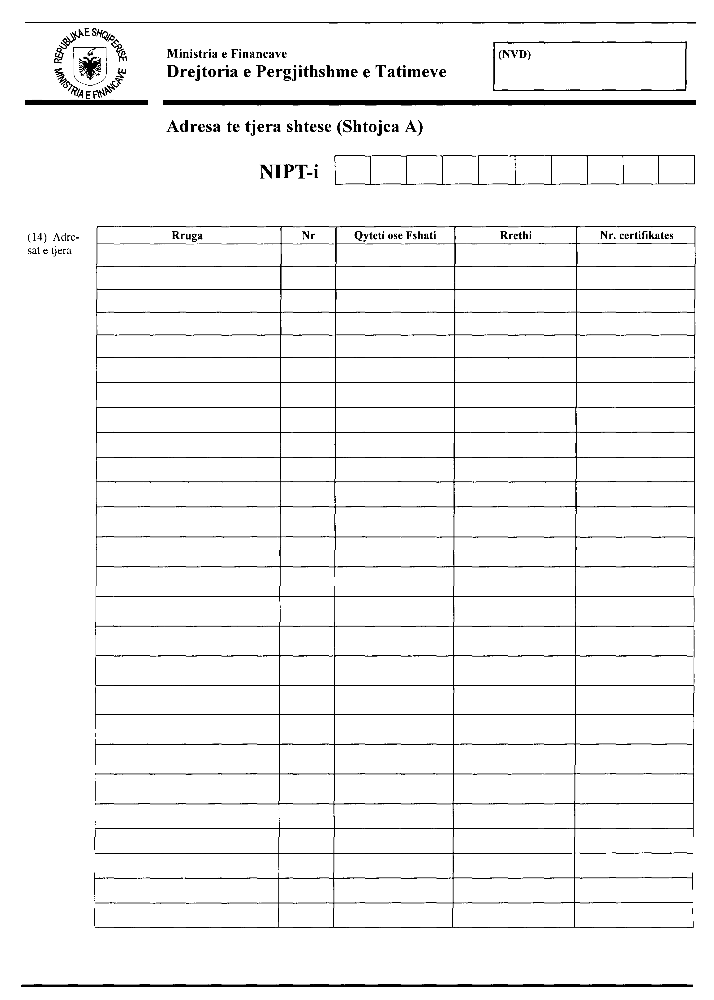 REPUBLIKA E SHQIPERISE
MINISTRIA E FINANCAVE
Ministria e Financave
Drejtoria e Pergjithshme e Tatimeve
(NVD)
Adresa te tjera shtese (Shtojca A)
NIPT-i
(14) Adre-
sat e tjera
Rruga Nr Qyteti ose Fshati Rrethi Nr. certifikates